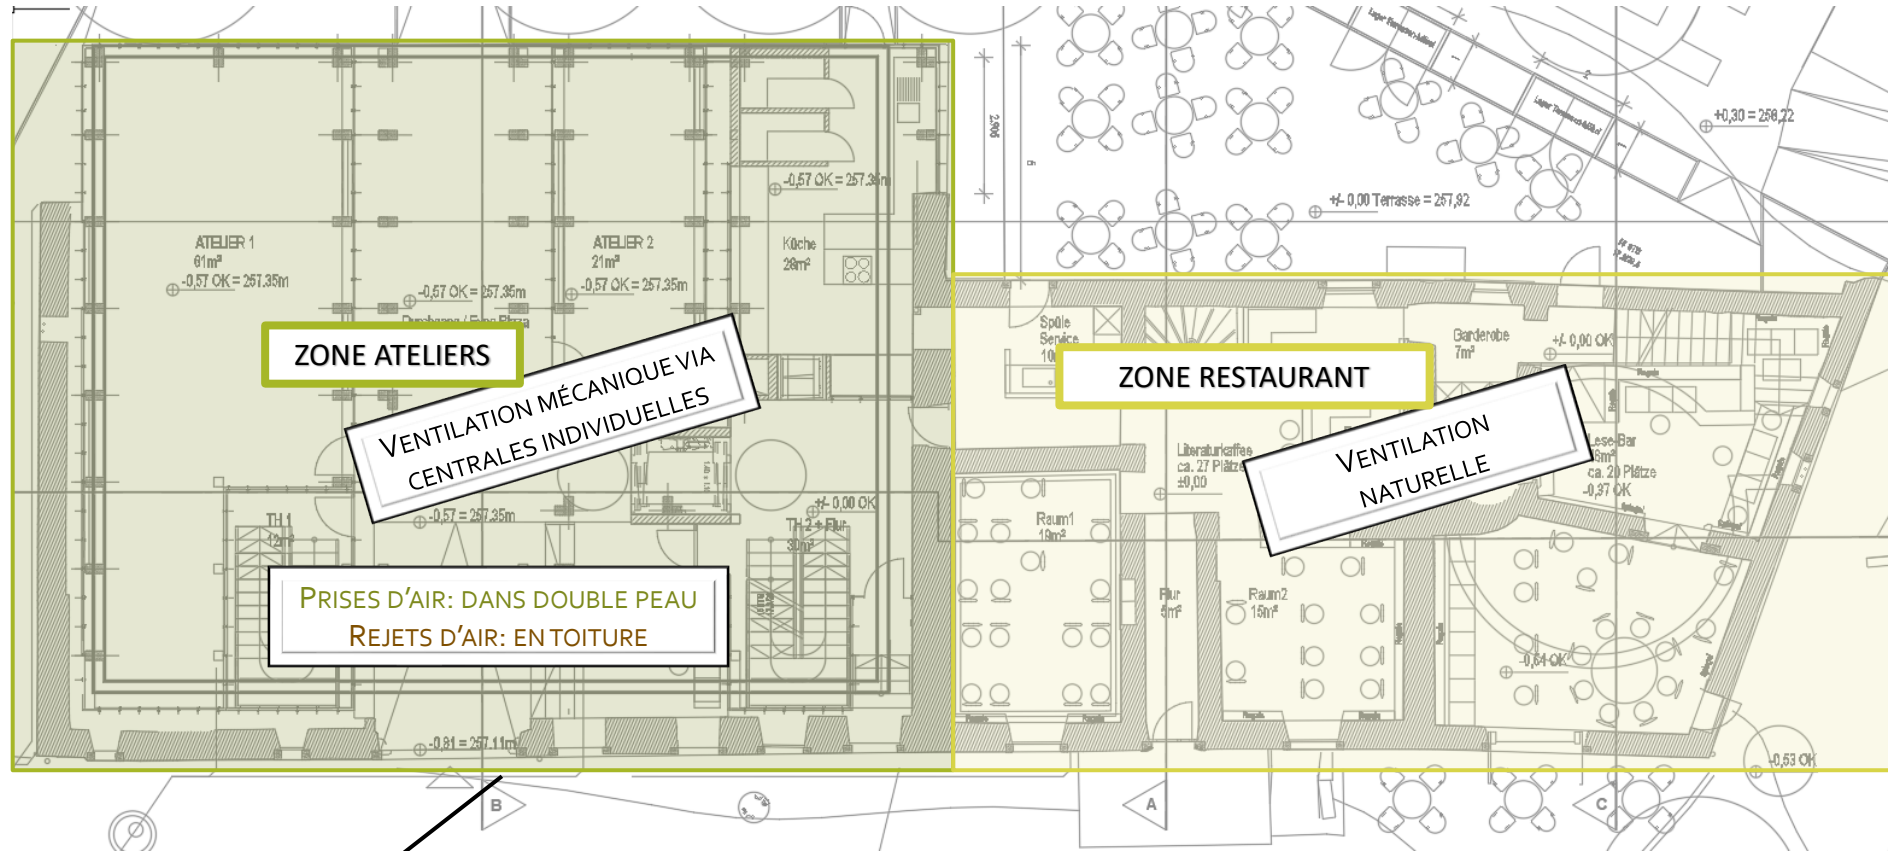 Lager
+0,30 = 258,22
2.905
+/- 0,00 Terrasse = 257,92
-0,57 OK = 257.35m
ATELIER 1
61m²
-0,57 OK = 257.35m
-0,57 OK = 257.35m
ATELIER 2
21m²
-0,57 OK = 257.35m
Küche
28m²
ZONE ATELIERS
VENTILATION MÉCANIQUE VIA
CENTRALES INDIVIDUELLES
Spüle
Service
Garderobe
7m²
+/- 0,00 OK
ZONE RESTAURANT
VENTILATION
NATURELLE
Literaturkaffee
ca. 27 Plätze
±0,00
Lese-Bar
ca. 20 Plätze
-0,37 OK
TH 1
12m²
-0,57 = 257.35m
+/- 0,00 OK
TH 2 + Flur
30m²
Raum1
PRISES D'AIR: DANS DOUBLE PEAU
REJETS D'AIR: EN TOITURE
Flur
Raum2
15m²
-0,64 OK
-0,81 = 257.11m
-0,53 OK
B
A
C